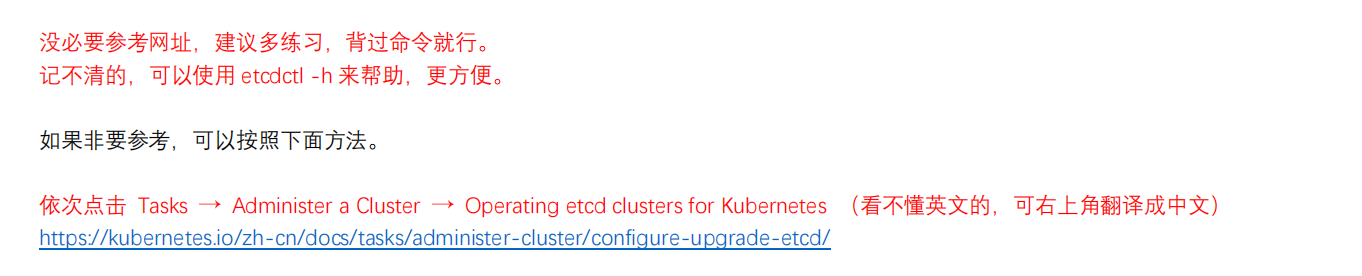 没必要参考网址，建议多练习，背过命令就行。
记不清的，可以使用 etcdctl -h 来帮助，更方便。
如果非要参考，可以按照下面方法。
依次点击 Tasks → Administer a Cluster → Operating etcd clusters for Kubernetes （看不懂英文的，可右上角翻译成中文）
https://kubernetes.io/zh-cn/docs/tasks/administer-cluster/configure-upgrade-etcd/